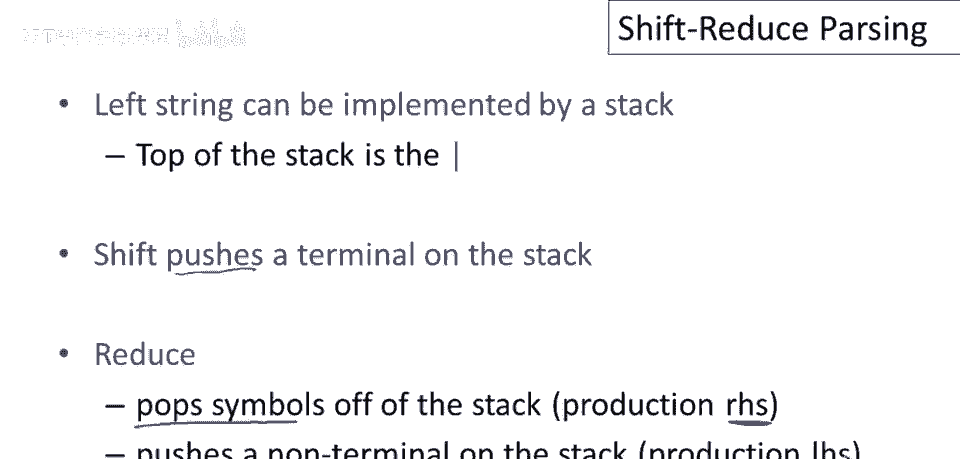 Shift-Reduce Parsing
• Left string can be implemented by a stack
– Top of the stack is the |
• Shift pushes a terminal on the stack
• Reduce
– pops symbols off of the stack (production rhs)
– pushes a non-terminal on the stack (production lhs)